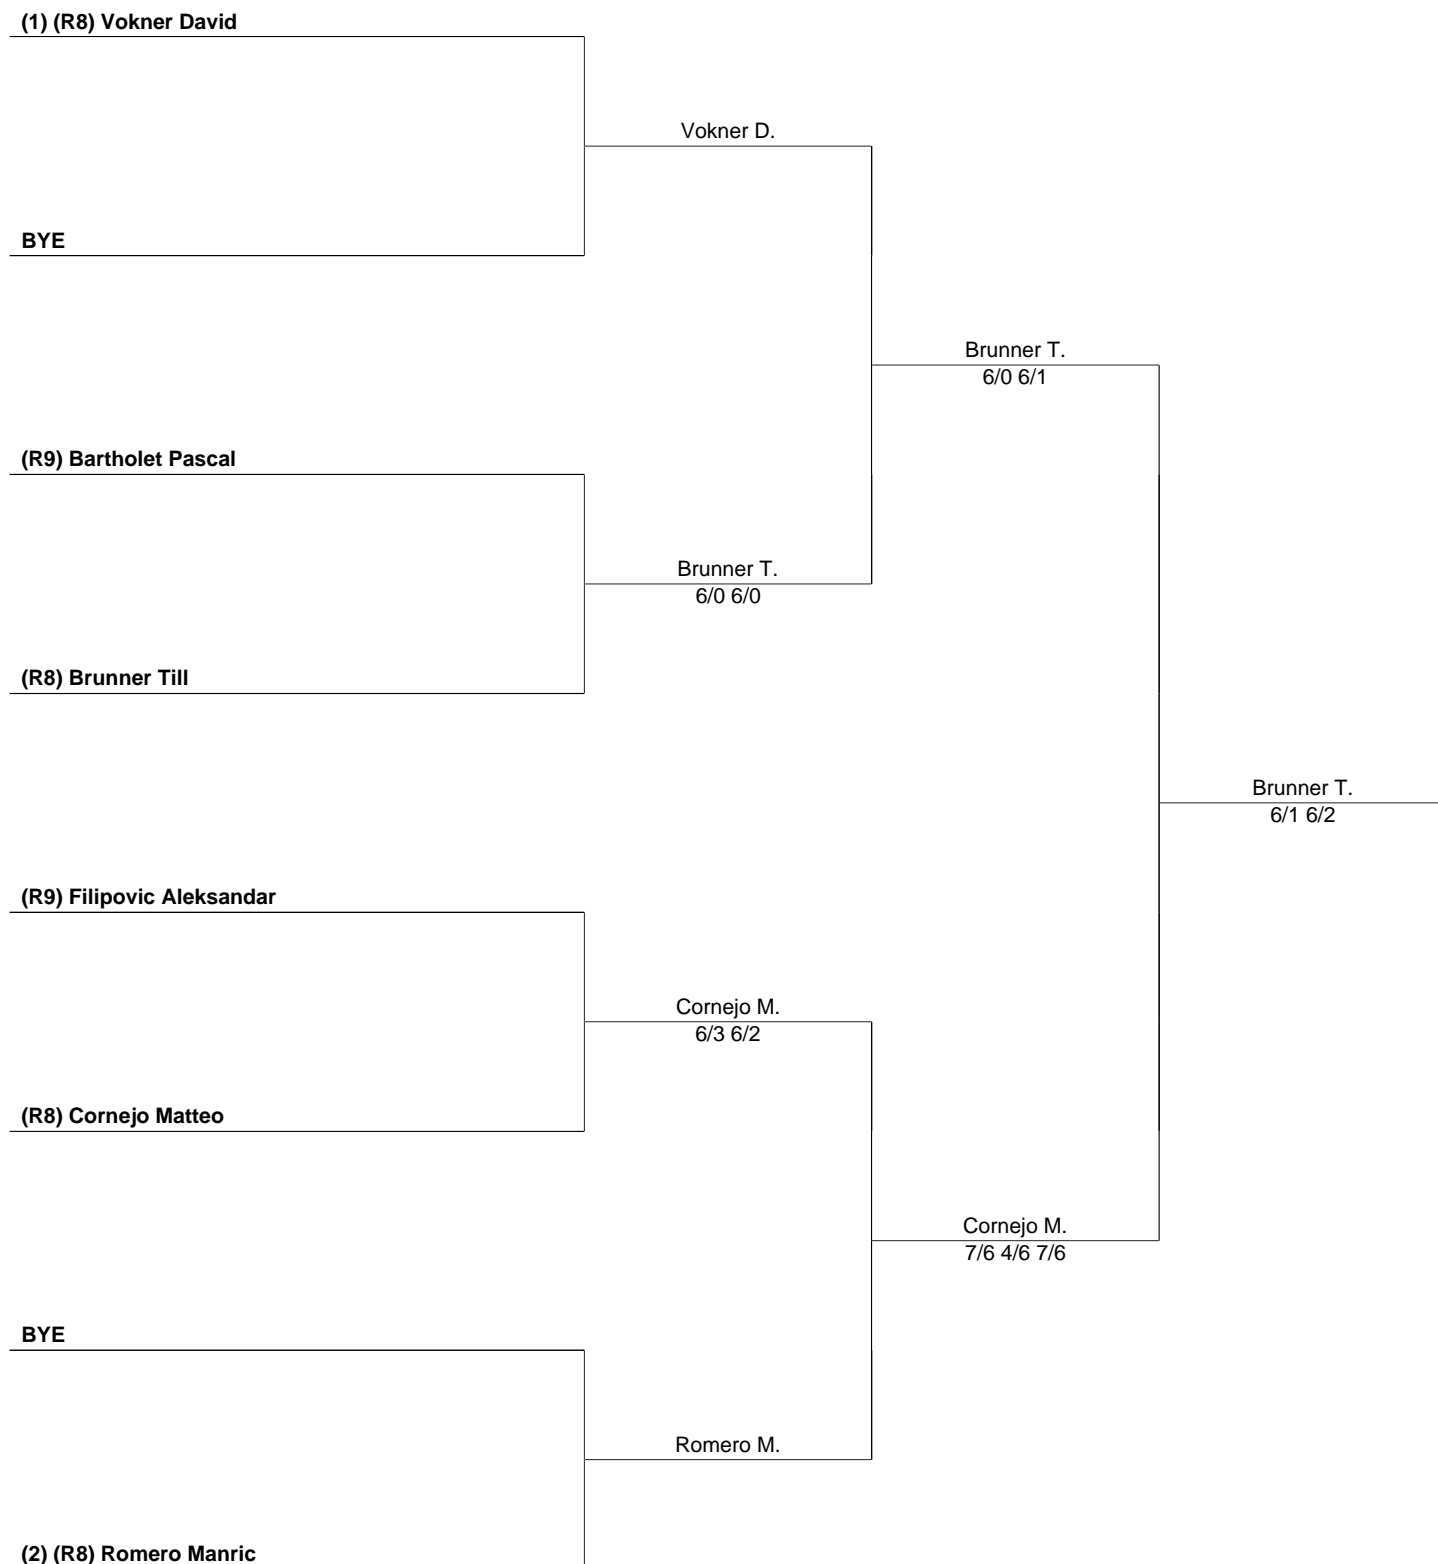 (1) (R8) Vokner David
Vokner D.
BYE
Brunner T.
6/0 6/1
(R9) Bartholet Pascal
Brunner T.
6/0 6/0
(R8) Brunner Till
Brunner T.
6/1 6/2
(R9) Filipovic Aleksandar
Cornejo M.
6/3 6/2
(R8) Cornejo Matteo
Cornejo M.
7/6 4/6 7/6
BYE
Romero M.
(2) (R8) Romero Manric